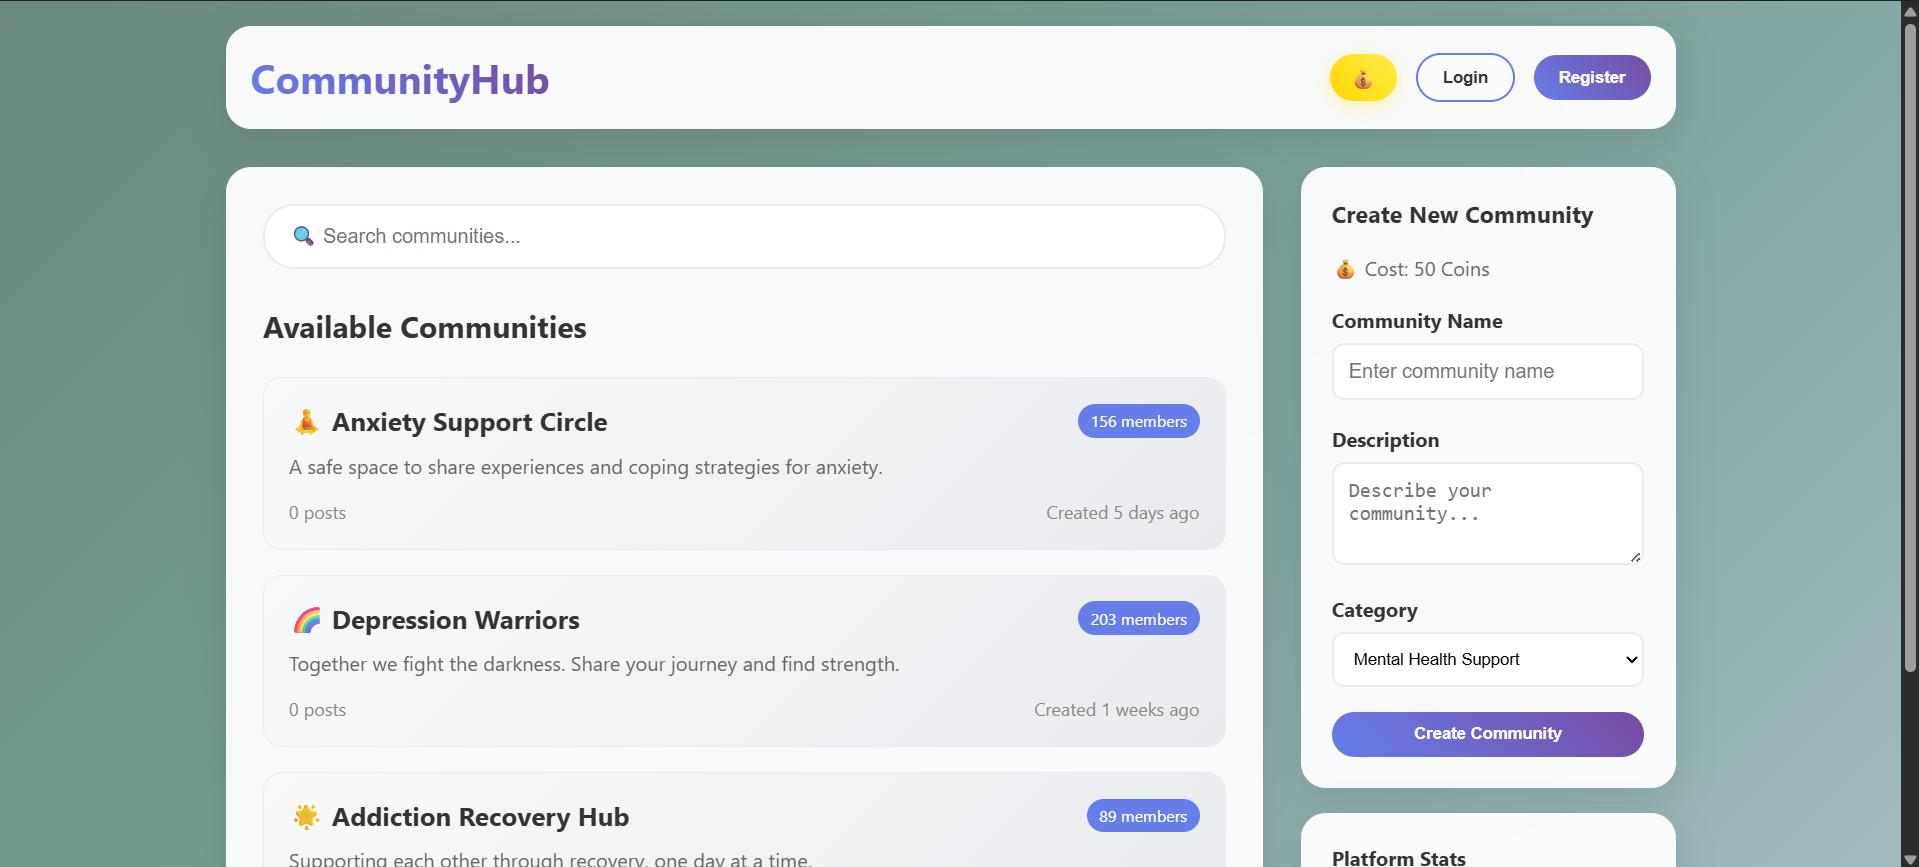 CommunityHub
Login
Register
Search communities...
Available Communities
Anxiety Support Circle
156 members
A safe space to share experiences and coping strategies for anxiety.
0 posts
Created 5 days ago
Depression Warriors
203 members
Together we fight the darkness. Share your journey and find strength.
0 posts
Created 1 weeks ago
Addiction Recovery Hub
89 members
Supporting each other through recovery, one day at a time.
Create New Community
Cost: 50 Coins
Community Name
Enter community name
Description
Describe your
community...
Category
Mental Health Support
Create Community
Platform Stats